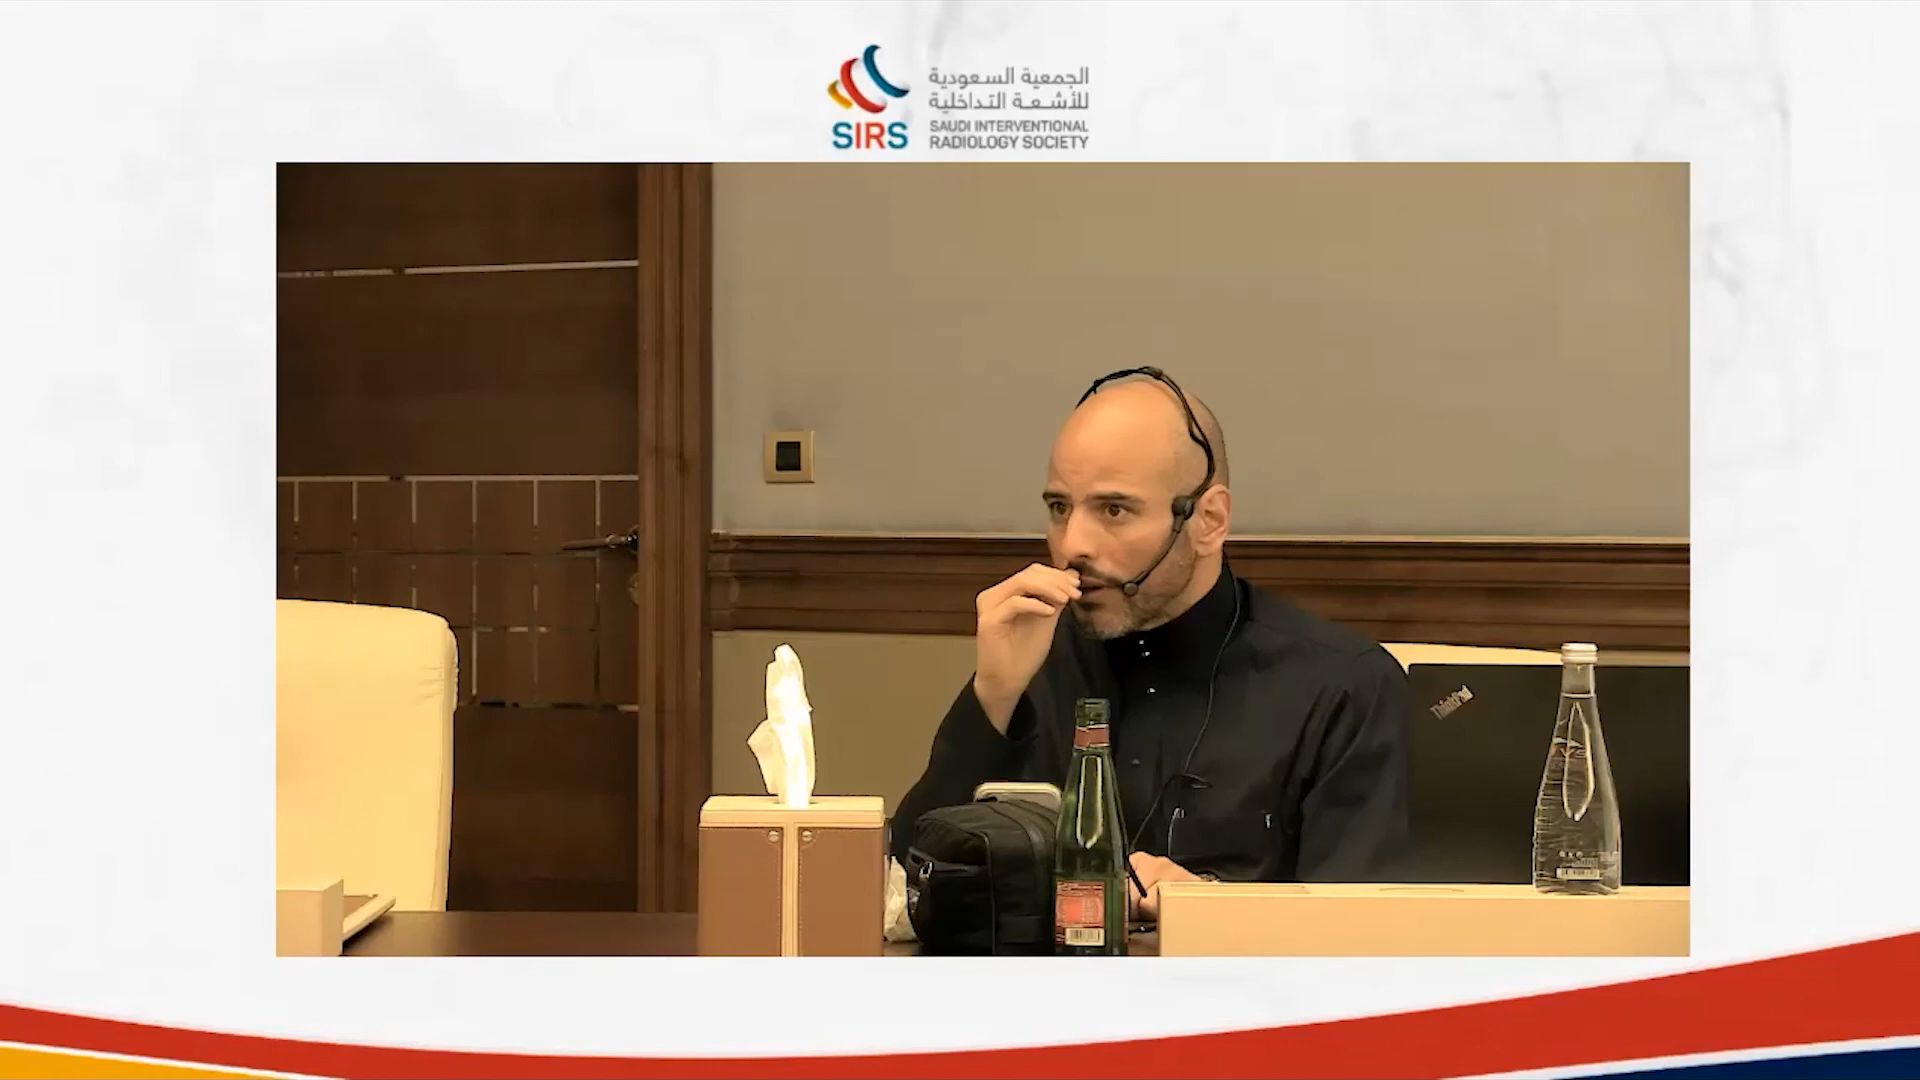 الجمعية السعودية
للأشعة التداخلية
SIRS
SAUDI INTERVENTIONAL
RADIOLOGY SOCIETY
ThinkPad